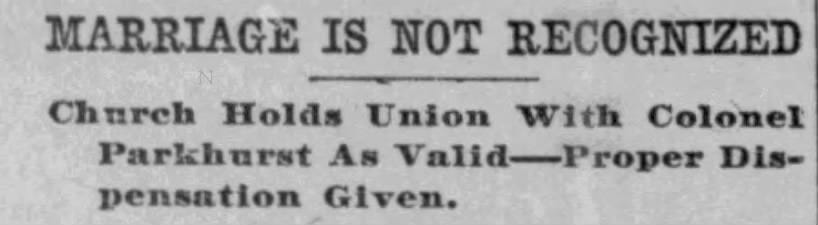 MARRIAGE IS NOT RECOGNIZED
Church Holds Union With Colonel
Parkhurst As Valid—Proper Dis-
pensation Given.